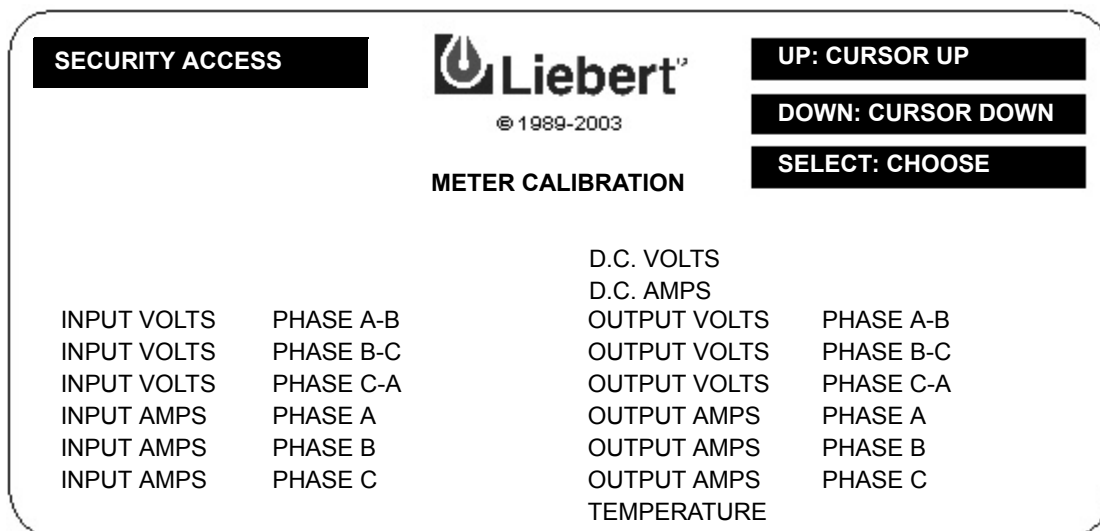 SECURITY ACCESS
Liebert
© 1989-2003
UP: CURSOR UP
DOWN: CURSOR DOWN
SELECT: CHOOSE
METER CALIBRATION
D.C. VOLTS
D.C. AMPS
INPUT VOLTS PHASE A-B OUTPUT VOLTS PHASE A-B
INPUT VOLTS PHASE B-C OUTPUT VOLTS PHASE B-C
INPUT VOLTS PHASE C-A OUTPUT VOLTS PHASE C-A
INPUT AMPS PHASE A OUTPUT AMPS PHASE A
INPUT AMPS PHASE B OUTPUT AMPS PHASE B
INPUT AMPS PHASE C OUTPUT AMPS PHASE C
TEMPERATURE